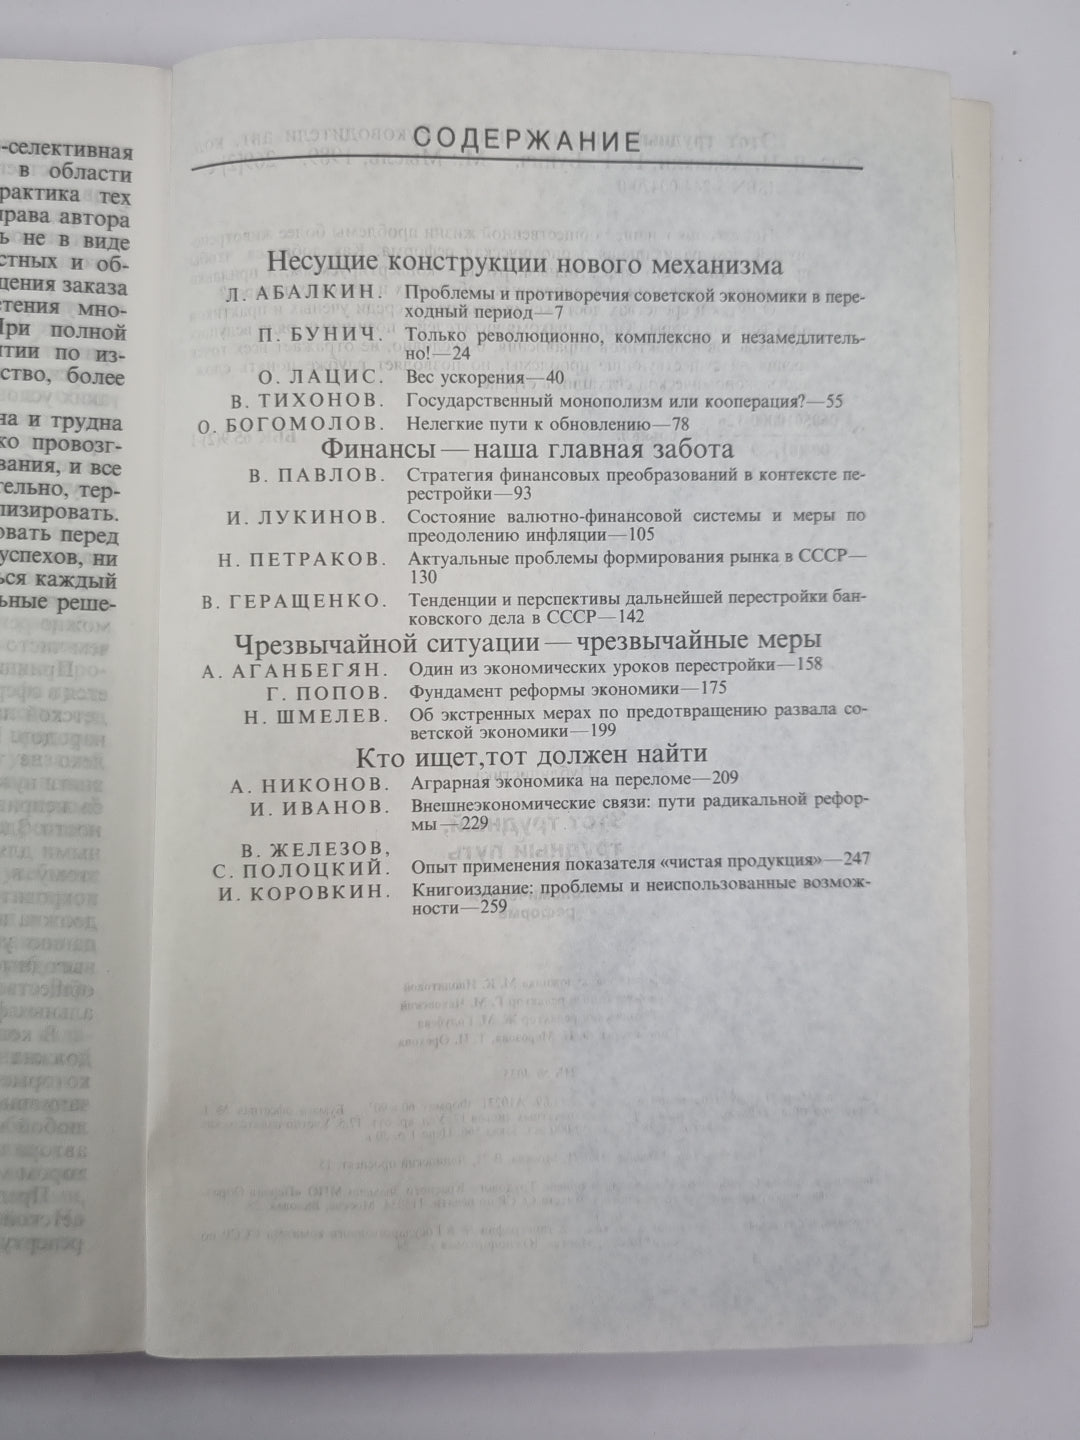 -селективная
в области
рактика тех
права автора
ь не в виде
стных и об-
щения заказа
тения мно-
При полной
тии по из-
ство, более
на и трудна
ко провозг-
вания, и все
тельно, тер-
лизировать.
овать перед
успехов, ни
ься каждый
ьные реше-
СОДЕРЖАНИЕ
Несущие конструкции нового механизма
Л. АБАЛКИН. Проблемы и противоречия советской экономики в пере-
ходный период—7
П. БУНИЧ. Только революционно, комплексно и незамедлитель-
но!—24
О. ЛАЦИС. Вес ускорения—40
В. ТИХОНОВ. Государственный монополизм или кооперация?—55
О. БОГОМОЛОВ. Нелегкие пути к обновлению—78
Финансы—наша главная забота
В. ПАВЛОВ. Стратегия финансовых преобразований в контексте пе-
рестройки—93
И. ЛУКИНОВ. Состояние валютно-финансовой системы и меры по
преодолению инфляции—105
Н. ПЕТРАКОВ. Актуальные проблемы формирования рынка в СССР—
130
В. ГЕРАЩЕНКО. Тенденции и перспективы дальнейшей перестройки бан-
ковского дела в СССР—142
Чрезвычайной ситуации—чрезвычайные меры
А. АГАНБЕГЯН. Один из экономических уроков перестройки—158
Г. ПОПОВ. Фундамент реформы экономики—175
Н. ШМЕЛЕВ. Об экстренных мерах по предотвращению развала со-
ветской экономики—199
Кто ищет,тот должен найти
А. НИКОНОВ. Аграрная экономика на переломе—209
И. ИВАНОВ. Внешнеэкономические связи: пути радикальной рефор-
мы—229
В. ЖЕЛЕЗОВ,
С. ПОЛОЦКИЙ. Опыт применения показателя «чистая продукция»—247
И. КОРОВКИН. Книгоиздание: проблемы и неиспользованные возмож-
ности—259